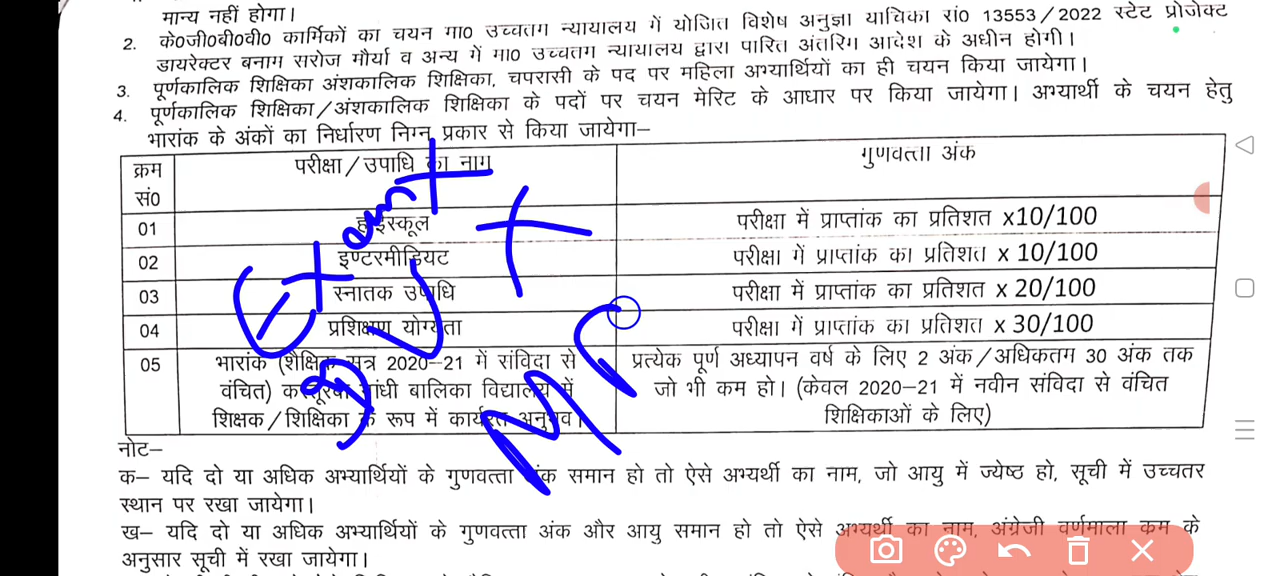 मान्य नहीं होगा।
2. के0जी0बी0वी0 कार्मिकों का चयन मा0 उच्चतम न्यायालय में योजित विशेष अनुज्ञा याचिका सं0 13553/2022 स्टेट प्रोजेक्ट
डायरेक्टर बनाम सरोज मौर्या व अन्य में मा0 उच्चतम न्यायालय द्वारा पारित अंतरिम आदेश के अधीन होगी।
3. पूर्णकालिक शिक्षिका अंशकालिक शिक्षिका, चपरासी के पद पर महिला अभ्यार्थियों का ही चयन किया जायेगा।
4. पूर्णकालिक शिक्षिका/अंशकालिक शिक्षिका के पदों पर चयन मेरिट के आधार पर किया जायेगा। अभ्यार्थी के चयन हेतु
भारांक के अंकों का निर्धारण निम्न प्रकार से किया जायेगा–
क्रम सं0 परीक्षा/उपाधि का नाम गुणवत्ता अंक
01 हाईस्कूल परीक्षा में प्राप्तांक का प्रतिशत x10/100
02 इण्टरमीडियट परीक्षा में प्राप्तांक का प्रतिशत x 10/100
03 स्नातक उपाधि परीक्षा में प्राप्तांक का प्रतिशत x 20/100
04 प्रशिक्षण योग्यता परीक्षा में प्राप्तांक का प्रतिशत x 30/100
05 भारांक (शैक्षिक सत्र 2020–21 में संविदा से प्रत्येक पूर्ण अध्यापन वर्ष के लिए 2 अंक/अधिकतम 30 अंक तक
वंचित) कस्तूरबा गांधी बालिका विद्यालय में जो भी कम हो। (केवल 2020–21 में नवीन संविदा से वंचित
शिक्षक/शिक्षिका के रूप में कार्यरत अनुभव। शिक्षिकाओं के लिए)
नोट–
क– यदि दो या अधिक अभ्यार्थियों के गुणवत्ता अंक समान हो तो ऐसे अभ्यर्थी का नाम, जो आयु में ज्येष्ठ हो, सूची में उच्चतर
स्थान पर रखा जायेगा।
ख– यदि दो या अधिक अभ्यार्थियों के गुणवत्ता अंक और आयु समान हो तो ऐसे अभ्यर्थी का नाम, अंग्रेजी वर्णमाला कम के
अनुसार सूची में रखा जायेगा।